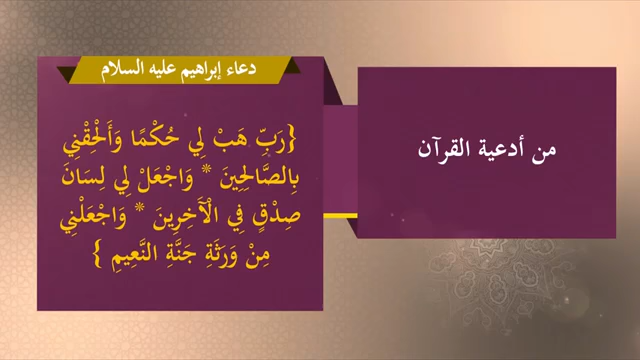 من أدعية القرآن
دعاء إبراهيم عليه السلام
{رَبِّ هَبْ لِي حُكْمًا وَأَلْحِقْنِي
بِالصَّالِحِينَ * وَاجْعَلْ لِي لِسَانَ
صِدْقٍ فِي الْآخِرِينَ * وَاجْعَلْنِي
مِنْ وَرَثَةِ جَنَّةِ النَّعِيمِ }